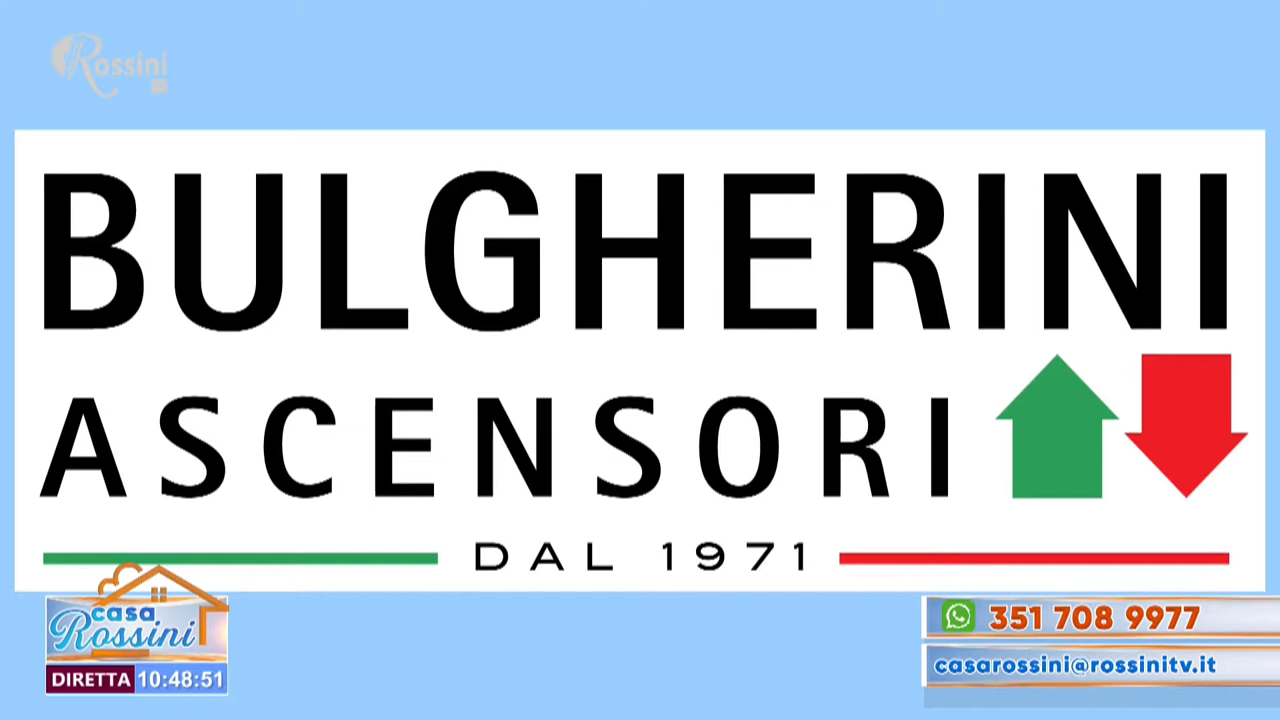 Rossini
BULGHERINI
ASCENSORI
DAL 1971
casa
Rossini
DIRETTA 10:48:51
351 708 9977
casarossini@rossinitv.it